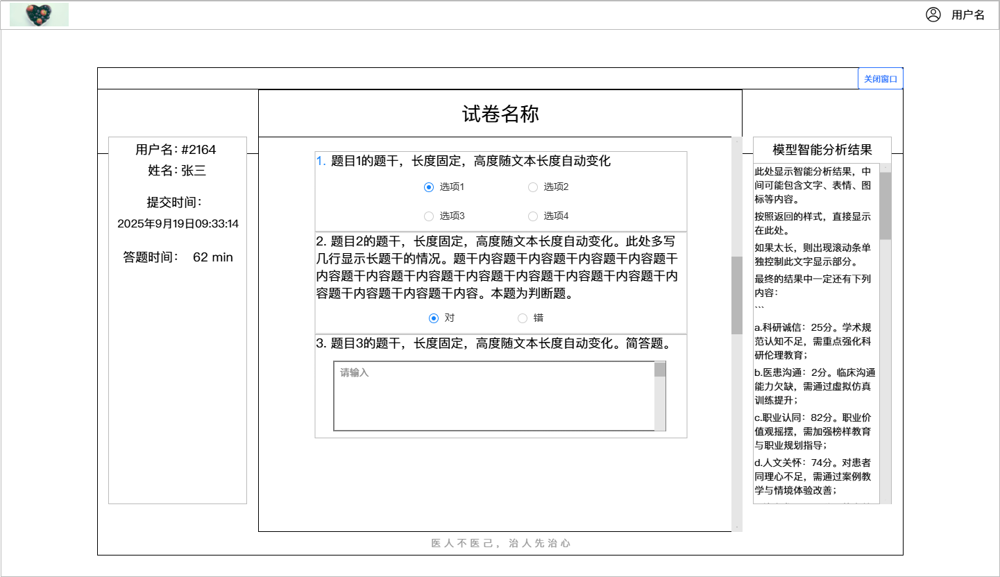 用户名
关闭窗口
试卷名称
用户名：#2164
姓名：张三
提交时间：
2025年9月19日09:33:14
答题时间： 62 min
1. 题目1的题干，长度固定，高度随文本长度自动变化
选项1 选项2
选项3 选项4
2. 题目2的题干，长度固定，高度随文本长度自动变化。此处多写
几行显示长题干的情况。题干内容题干内容题干内容题干内容题干
内容题干内容题干内容题干内容题干内容题干内容题干内容题干内
容题干内容题干内容题干内容。本题为判断题。
对 错
3. 题目3的题干，长度固定，高度随文本长度自动变化。简答题。
请输入
模型智能分析结果
此处显示智能分析结果，中
间可能包含文字、表情、图
标等内容。
按照返回的样式，直接显示
在此处。
如果太长，则出现滚动条单
独控制此文字显示部分。
最终的结果中一定还有下列
内容：
```
a.科研诚信：25分。学术规
范认知不足，需重点强化科
研伦理教育；
b.医患沟通：2分。临床沟通
能力欠缺，需通过虚拟仿真
训练提升；
c.职业认同：82分。职业价
值观摇摆，需加强榜样教育
与职业规划指导；
d.人文关怀：74分。对患者
同理心不足，需通过案例教
学与情境体验改善；
医人不医己，治人先治心